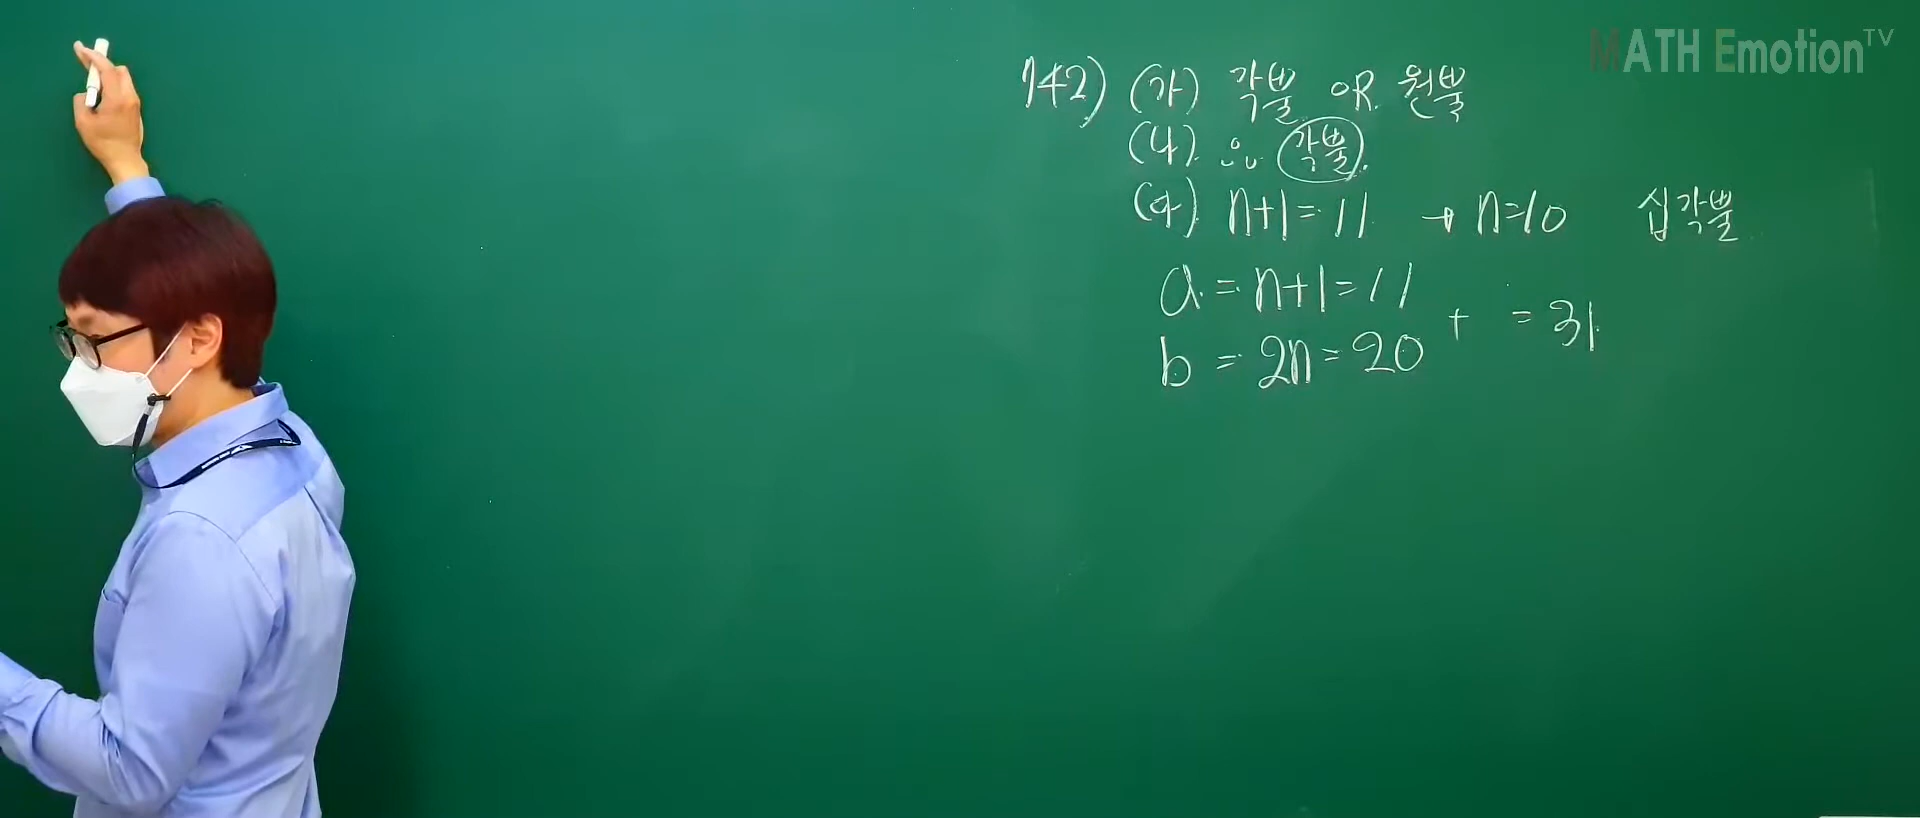 MATH Emotion TV
742) (가) 각뿔 OR 원뿔
(나) ∴ 각뿔.
(다) n+1=11 → n=10 십각뿔
a = n+1=11
+ = 31
b = 2n=20